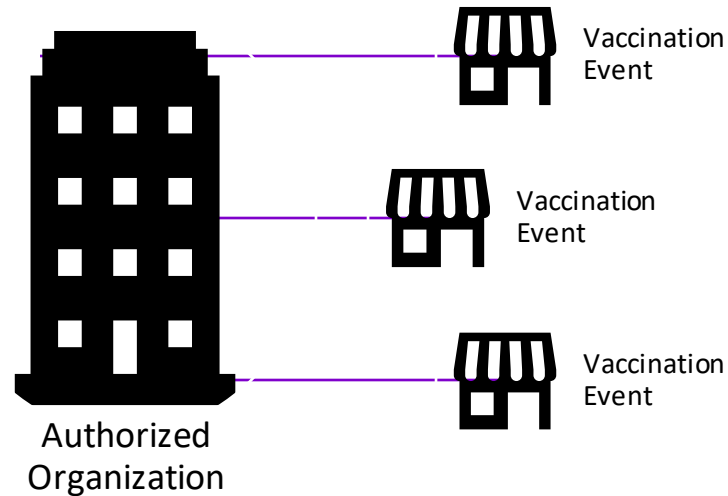 Vaccination
Event
Vaccination
Event
Vaccination
Event
Authorized
Organization